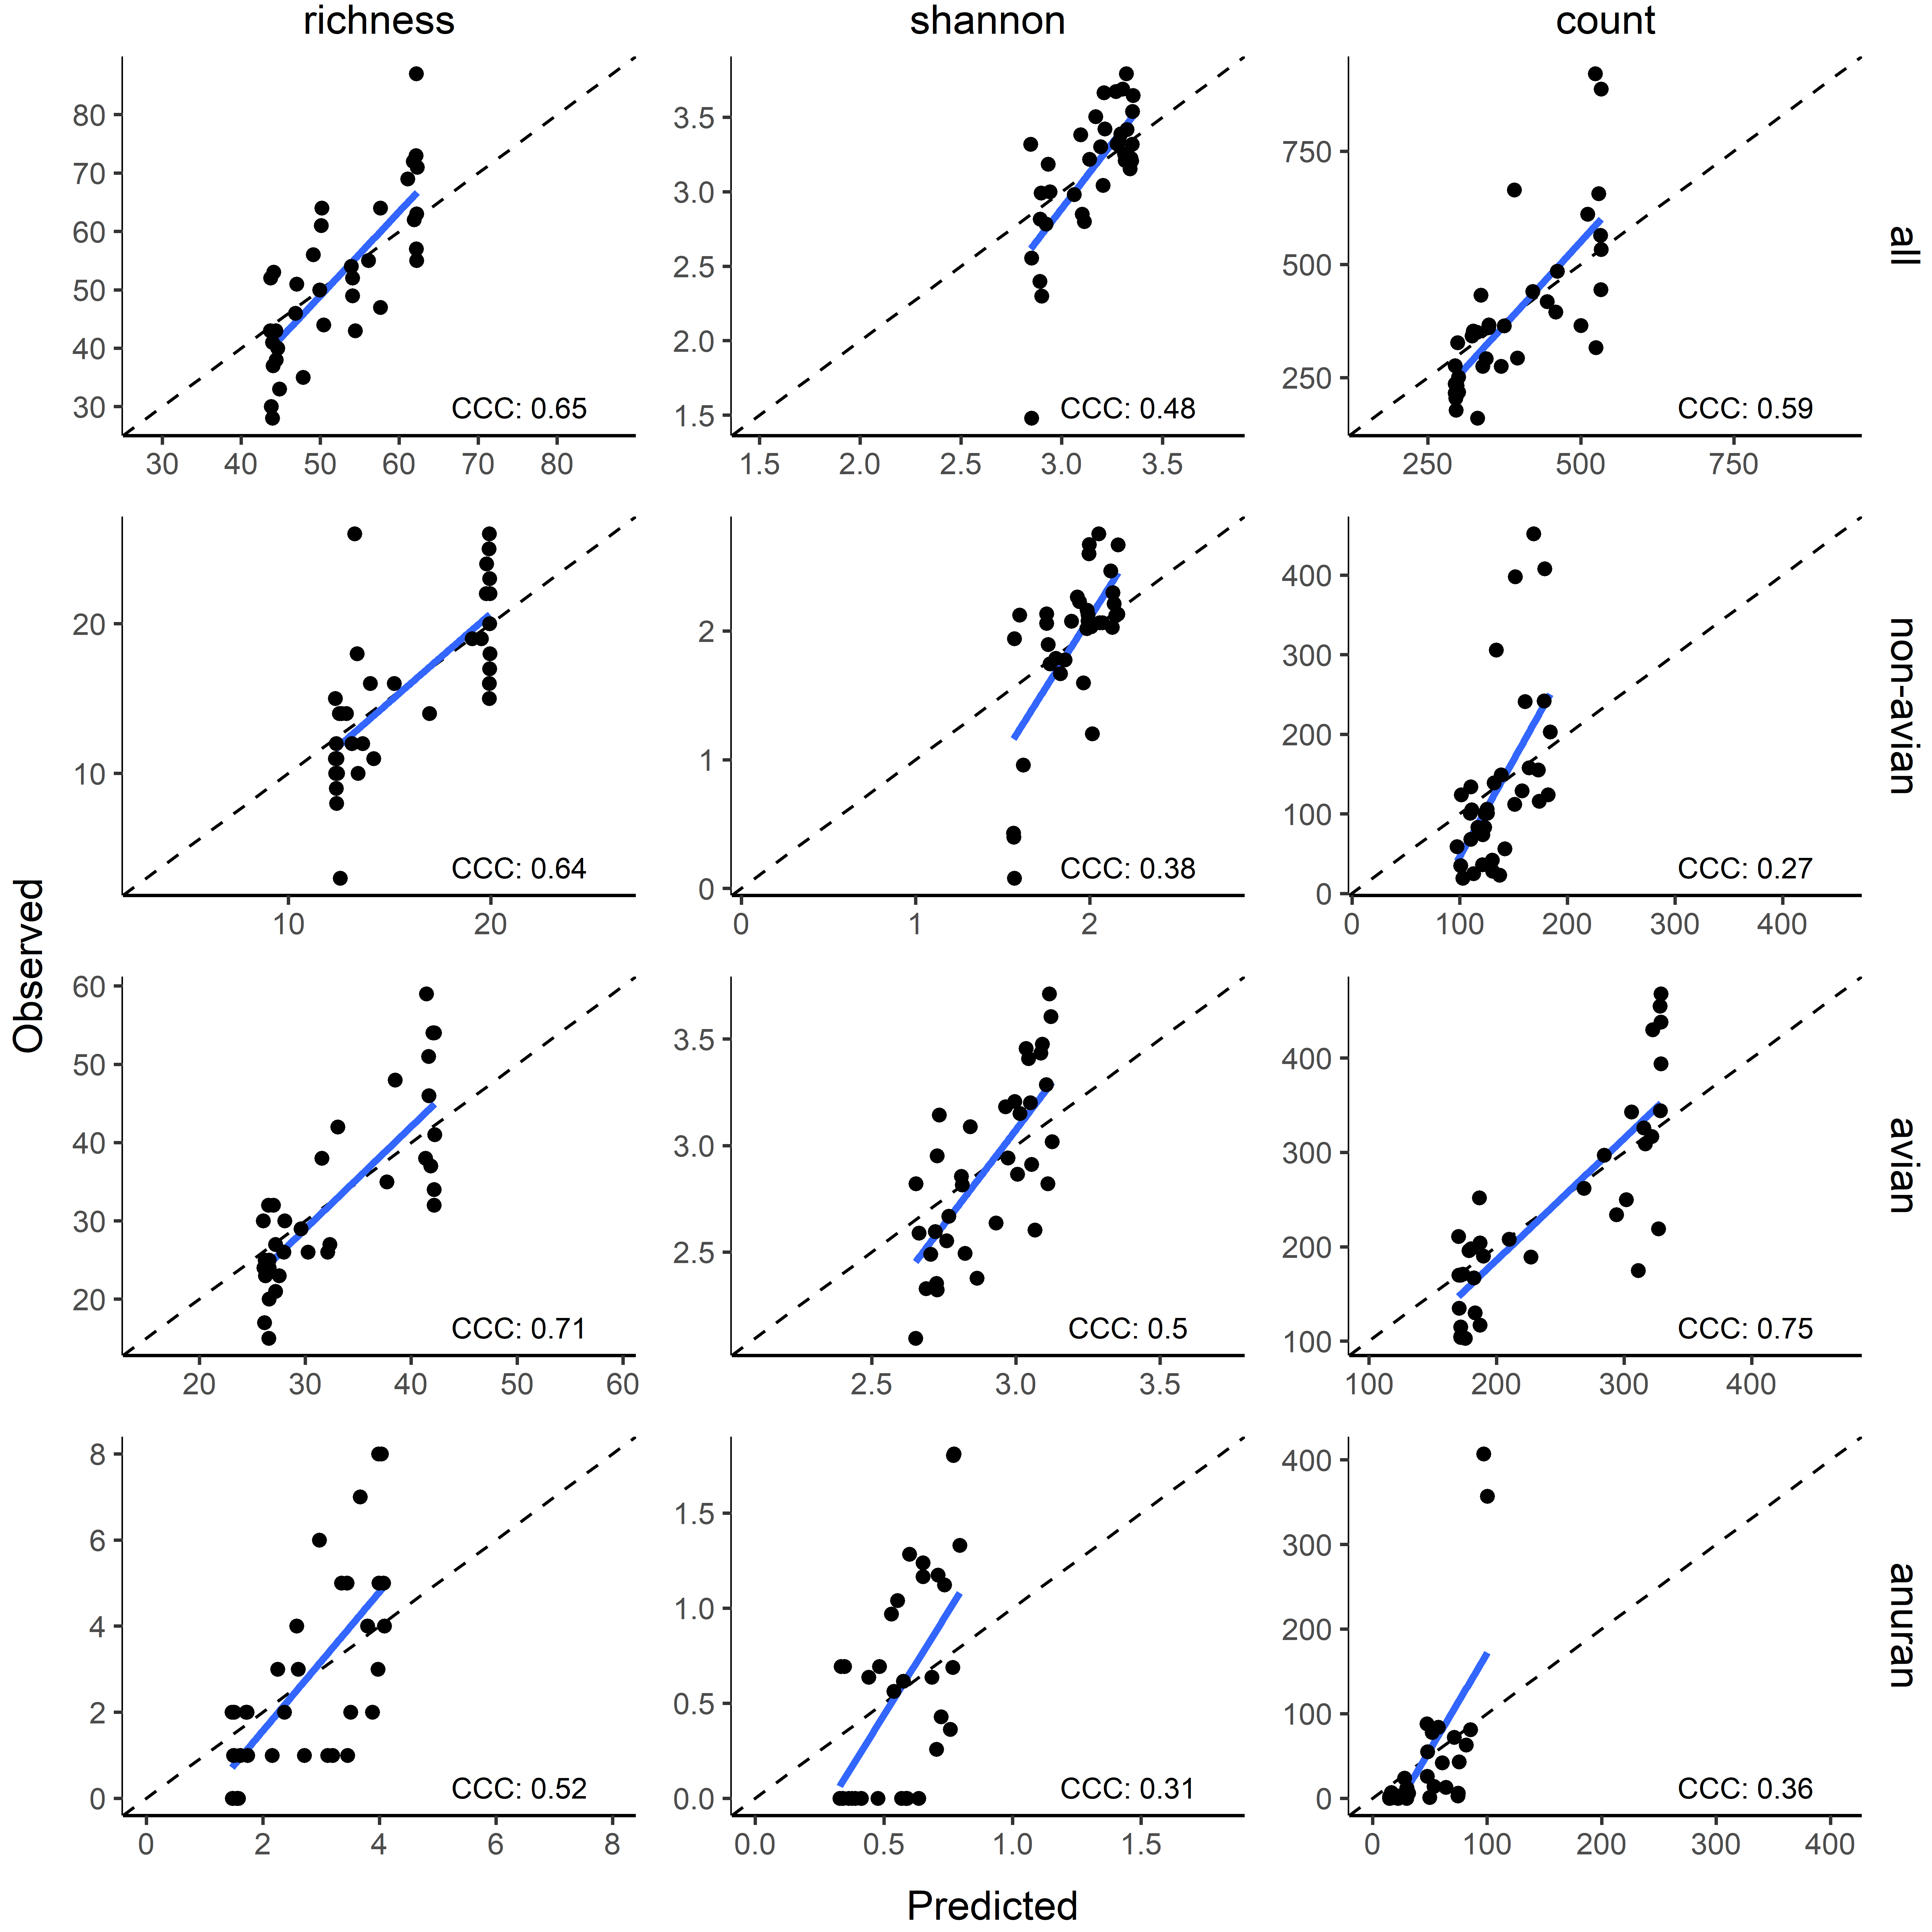 richness shannon count
80
70
60
50
40
30
30 40 50 60 70 80
CCC: 0.65
3.5
3.0
2.5
2.0
1.5
1.5 2.0 2.5 3.0 3.5
CCC: 0.48
750
500
250
250 500 750
CCC: 0.59
all
20
10
10 20
CCC: 0.64
2
1
0
0 1 2
CCC: 0.38
400
300
200
100
0
0 100 200 300 400
CCC: 0.27
non-avian
Observed
60
50
40
30
20
20 30 40 50 60
CCC: 0.71
3.5
3.0
2.5
2.5 3.0 3.5
CCC: 0.5
400
300
200
100
100 200 300 400
CCC: 0.75
avian
8
6
4
2
0
0 2 4 6 8
CCC: 0.52
1.5
1.0
0.5
0.0
0.0 0.5 1.0 1.5
CCC: 0.31
400
300
200
100
0
0 100 200 300 400
CCC: 0.36
anuran
Predicted